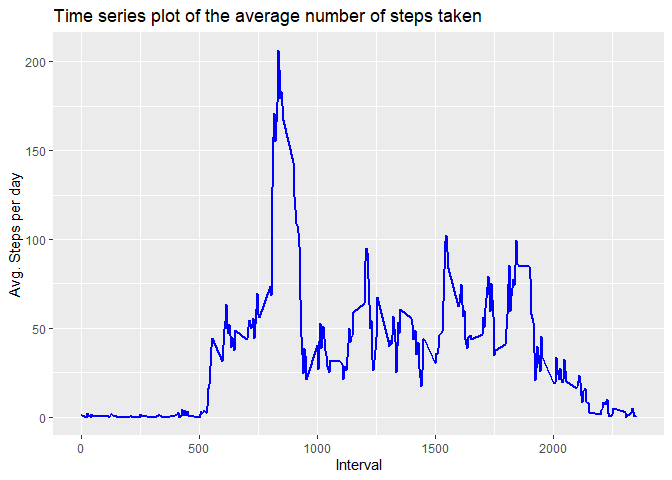 Time series plot of the average number of steps taken
Avg. Steps per day
200
150
100
50
0
0 500 1000 1500 2000
Interval